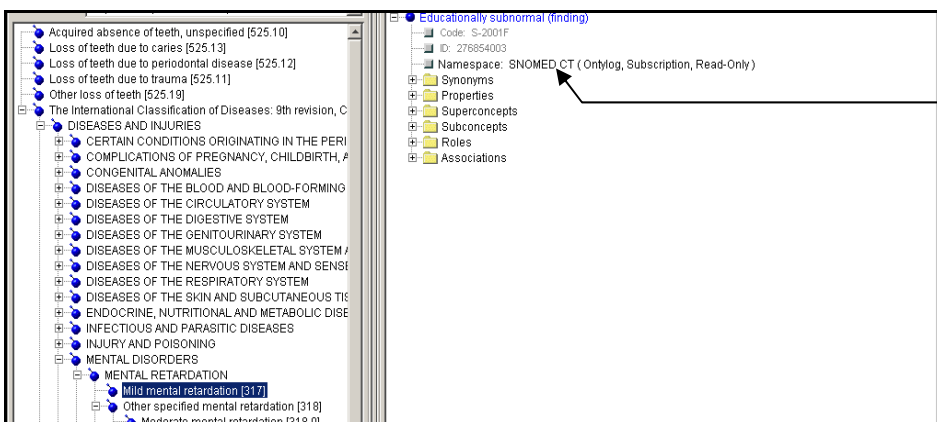 Acquired absence of teeth, unspecified [525.10]
Loss of teeth due to caries [525.13]
Loss of teeth due to periodontal disease [525.12]
Loss of teeth due to trauma [525.11]
Other loss of teeth [525.19]
The International Classification of Diseases: 9th revision, C
DISEASES AND INJURIES
CERTAIN CONDITIONS ORIGINATING IN THE PERI
COMPLICATIONS OF PREGNANCY, CHILDBIRTH, A
CONGENITAL ANOMALIES
DISEASES OF THE BLOOD AND BLOOD-FORMING
DISEASES OF THE CIRCULATORY SYSTEM
DISEASES OF THE DIGESTIVE SYSTEM
DISEASES OF THE GENITOURINARY SYSTEM
DISEASES OF THE MUSCULOSKELETAL SYSTEM A
DISEASES OF THE NERVOUS SYSTEM AND SENSE
DISEASES OF THE RESPIRATORY SYSTEM
DISEASES OF THE SKIN AND SUBCUTANEOUS TIS
ENDOCRINE, NUTRITIONAL AND METABOLIC DISE
INFECTIOUS AND PARASITIC DISEASES
INJURY AND POISONING
MENTAL DISORDERS
MENTAL RETARDATION
Mild mental retardation [317]
Other specified mental retardation [318]
Moderate mental retardation [318.0]
Educationally subnormal (finding)
Code: S-2001F
ID: 276854003
Namespace: SNOMED CT ( Ontylog, Subscription, Read-Only )
Synonyms
Properties
Superconcepts
Subconcepts
Roles
Associations